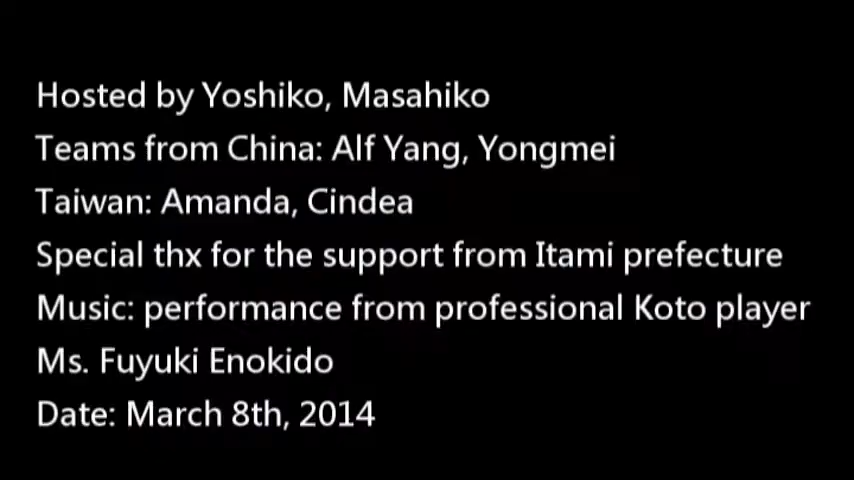 Hosted by Yoshiko, Masahiko
Teams from China: Alf Yang, Yongmei
Taiwan: Amanda, Cindea
Special thx for the support from Itami prefecture
Music: performance from professional Koto player
Ms. Fuyuki Enokido
Date: March 8th, 2014